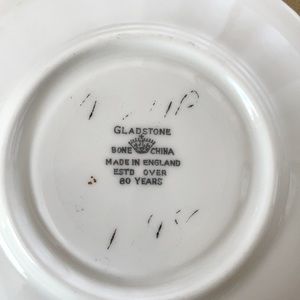 GLADSTONE
BONE CHINA
MADE IN ENGLAND
ESTD OVER
80 YEARS